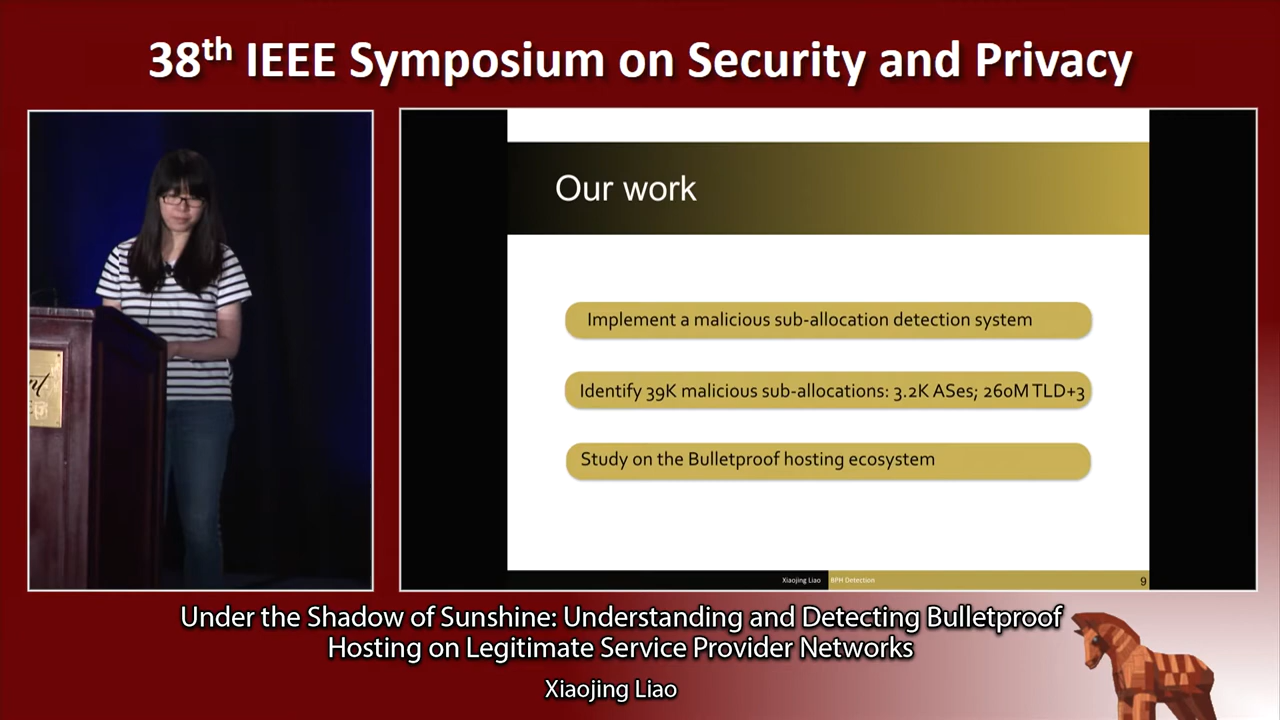 38th IEEE Symposium on Security and Privacy
Our work
Implement a malicious sub-allocation detection system
Identify 39K malicious sub-allocations: 3.2K ASes; 260M TLD+3
Study on the Bulletproof hosting ecosystem
Xiaojing Liao
BPH Detection
9
Under the Shadow of Sunshine: Understanding and Detecting Bulletproof
Hosting on Legitimate Service Provider Networks
Xiaojing Liao